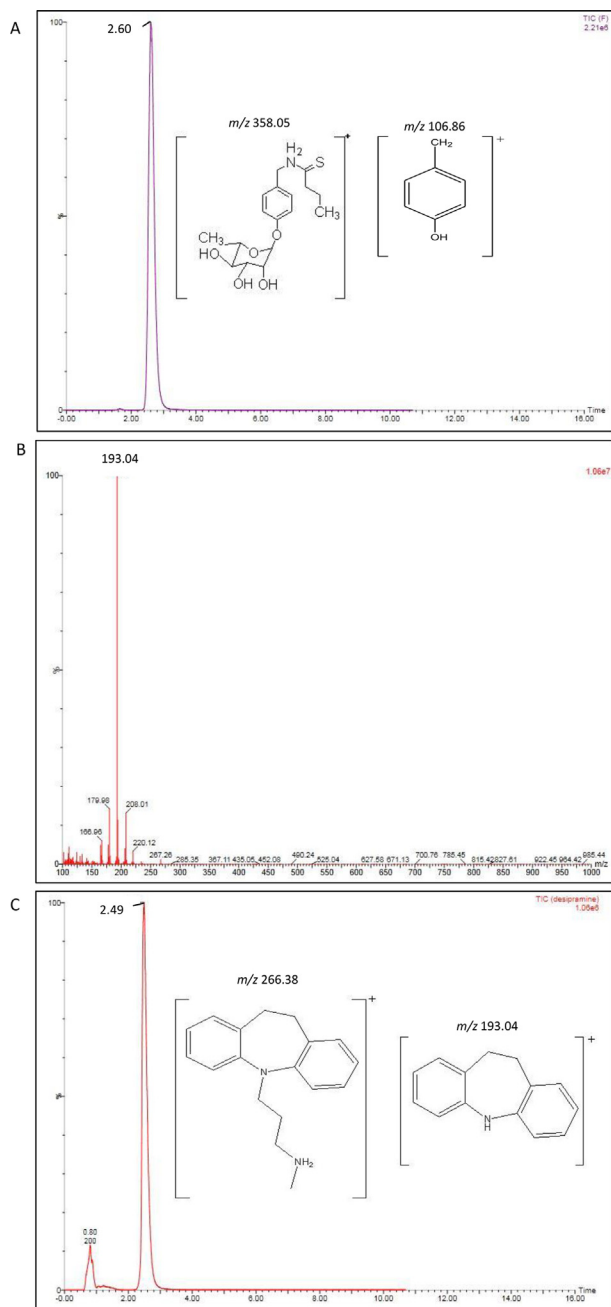 A
TIC (F)
2.21e6
100
2.60
m/z 358.05
m/z 106.86
+
+
H
N
2
S
CH3
O
CH3
O
HO
HO
OH
OH
CH2
OH
%
0
-0.00 2.00 4.00 6.00 8.00 10.00 12.00 14.00 16.00 Time
B
193.04
1.06e7
100
%
179.98
208.01
166.96
220.12
267.26
285.35
367.11
435.05
452.08
490.24
525.04
627.58
671.13
700.76
785.45
815.42
827.61
922.45
964.42
985.44
0
m/z
100 150 200 250 300 350 400 450 500 550 600 650 700 750 800 850 900 950 1000
C
TIC (desipramine)
1.06e6
100
2.49
m/z 266.38
m/z 193.04
+
+
N
NH2
N
H
%
0.80
200
0
-0.00 2.00 4.00 6.00 8.00 10.00 12.00 14.00 16.00 Time